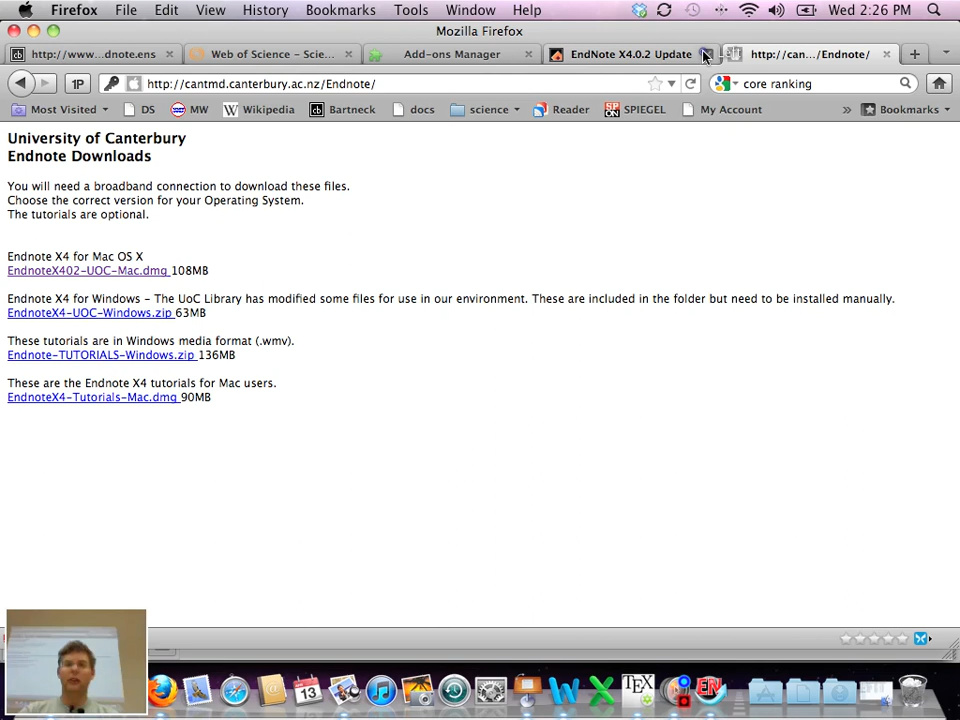 Firefox File Edit View History Bookmarks Tools Window Help Wed 2:26 PM
Mozilla Firefox
http://www...dnote.ens Web of Science – Scie... Add-ons Manager EndNote X4.0.2 Update http://can.../Endnote/
1P http://cantmd.canterbury.ac.nz/Endnote/ core ranking
Most Visited DS MW Wikipedia Bartneck docs science Reader SPIEGEL My Account » Bookmarks
University of Canterbury
Endnote Downloads
You will need a broadband connection to download these files.
Choose the correct version for your Operating System.
The tutorials are optional.
Endnote X4 for Mac OS X
EndnoteX402-UOC-Mac.dmg 108MB
Endnote X4 for Windows - The UoC Library has modified some files for use in our environment. These are included in the folder but need to be installed manually.
EndnoteX4-UOC-Windows.zip 63MB
These tutorials are in Windows media format (.wmv).
Endnote-TUTORIALS-Windows.zip 136MB
These are the Endnote X4 tutorials for Mac users.
EndnoteX4-Tutorials-Mac.dmg 90MB
13 TEX EN